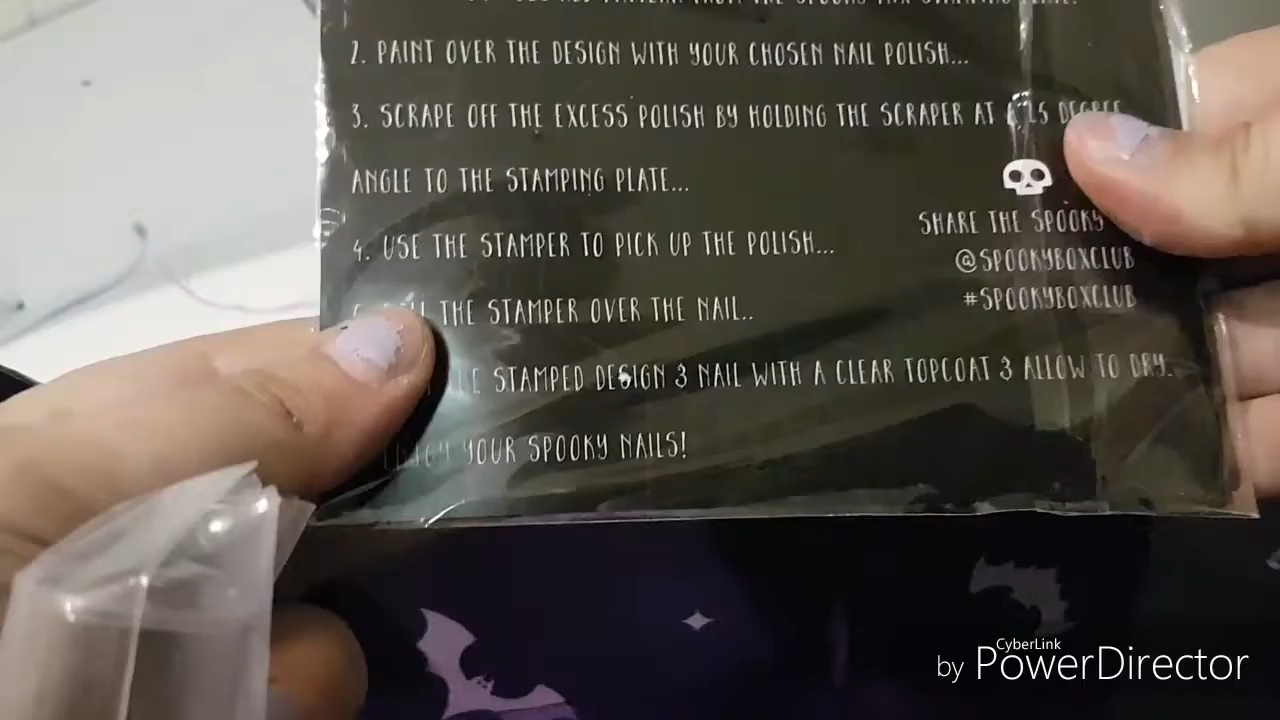 2. PAINT OVER THE DESIGN WITH YOUR CHOSEN NAIL POLISH...
3. SCRAPE OFF THE EXCESS POLISH BY HOLDING THE SCRAPER AT DEGREE
ANGLE TO THE STAMPING PLATE...
4. USE THE STAMPER TO PICK UP THE POLISH...
THE STAMPER OVER THE NAIL..
STAMPED DESIGN & NAIL WITH A CLEAR TOPCOAT & ALLOW TO DRY.
YOUR SPOOKY NAILS!
SHARE THE SPOOKY
@SPOOKYBOXCLUB
#SPOOKYBOXCLUB
CyberLink
by PowerDirector